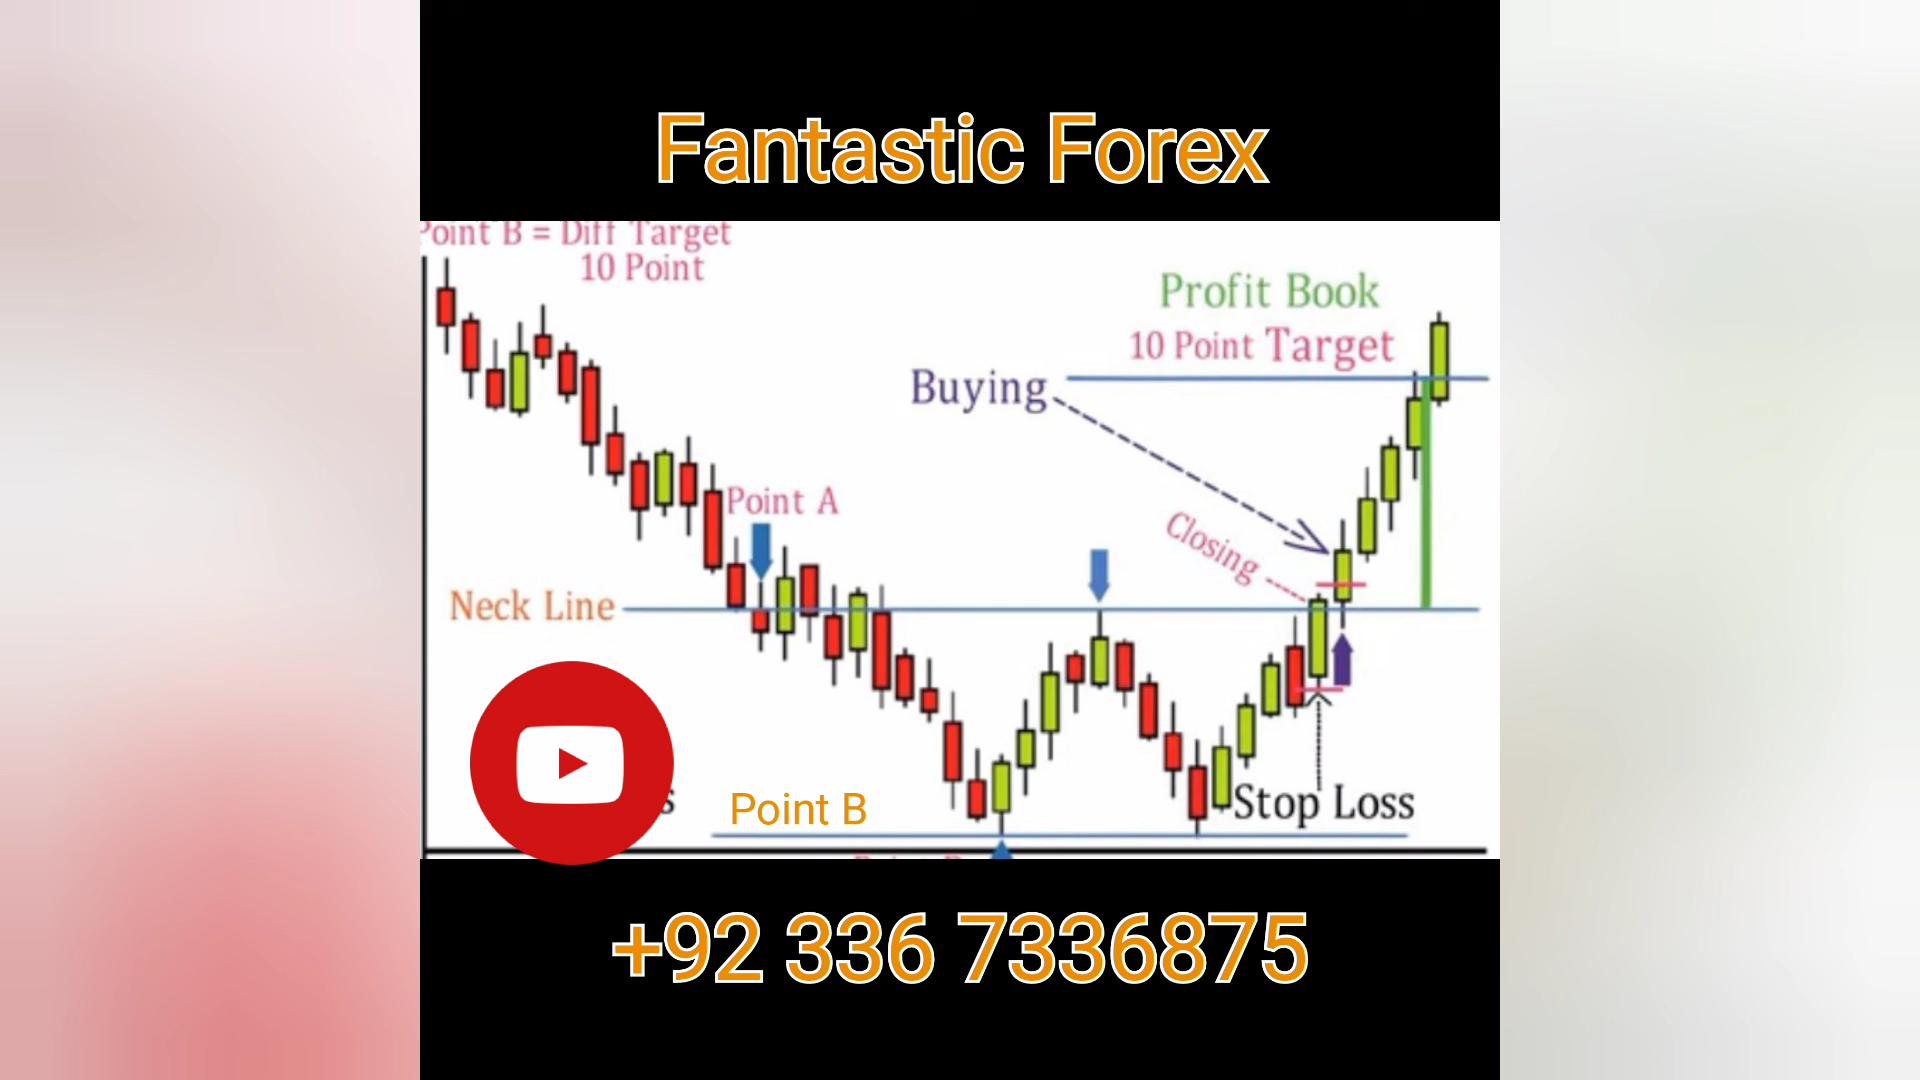 Fantastic Forex
Point B = Diff Target
10 Point
Profit Book
10 Point Target
Buying
Point A
Closing
Neck Line
s
Point B
Stop Loss
+92 336 7336875